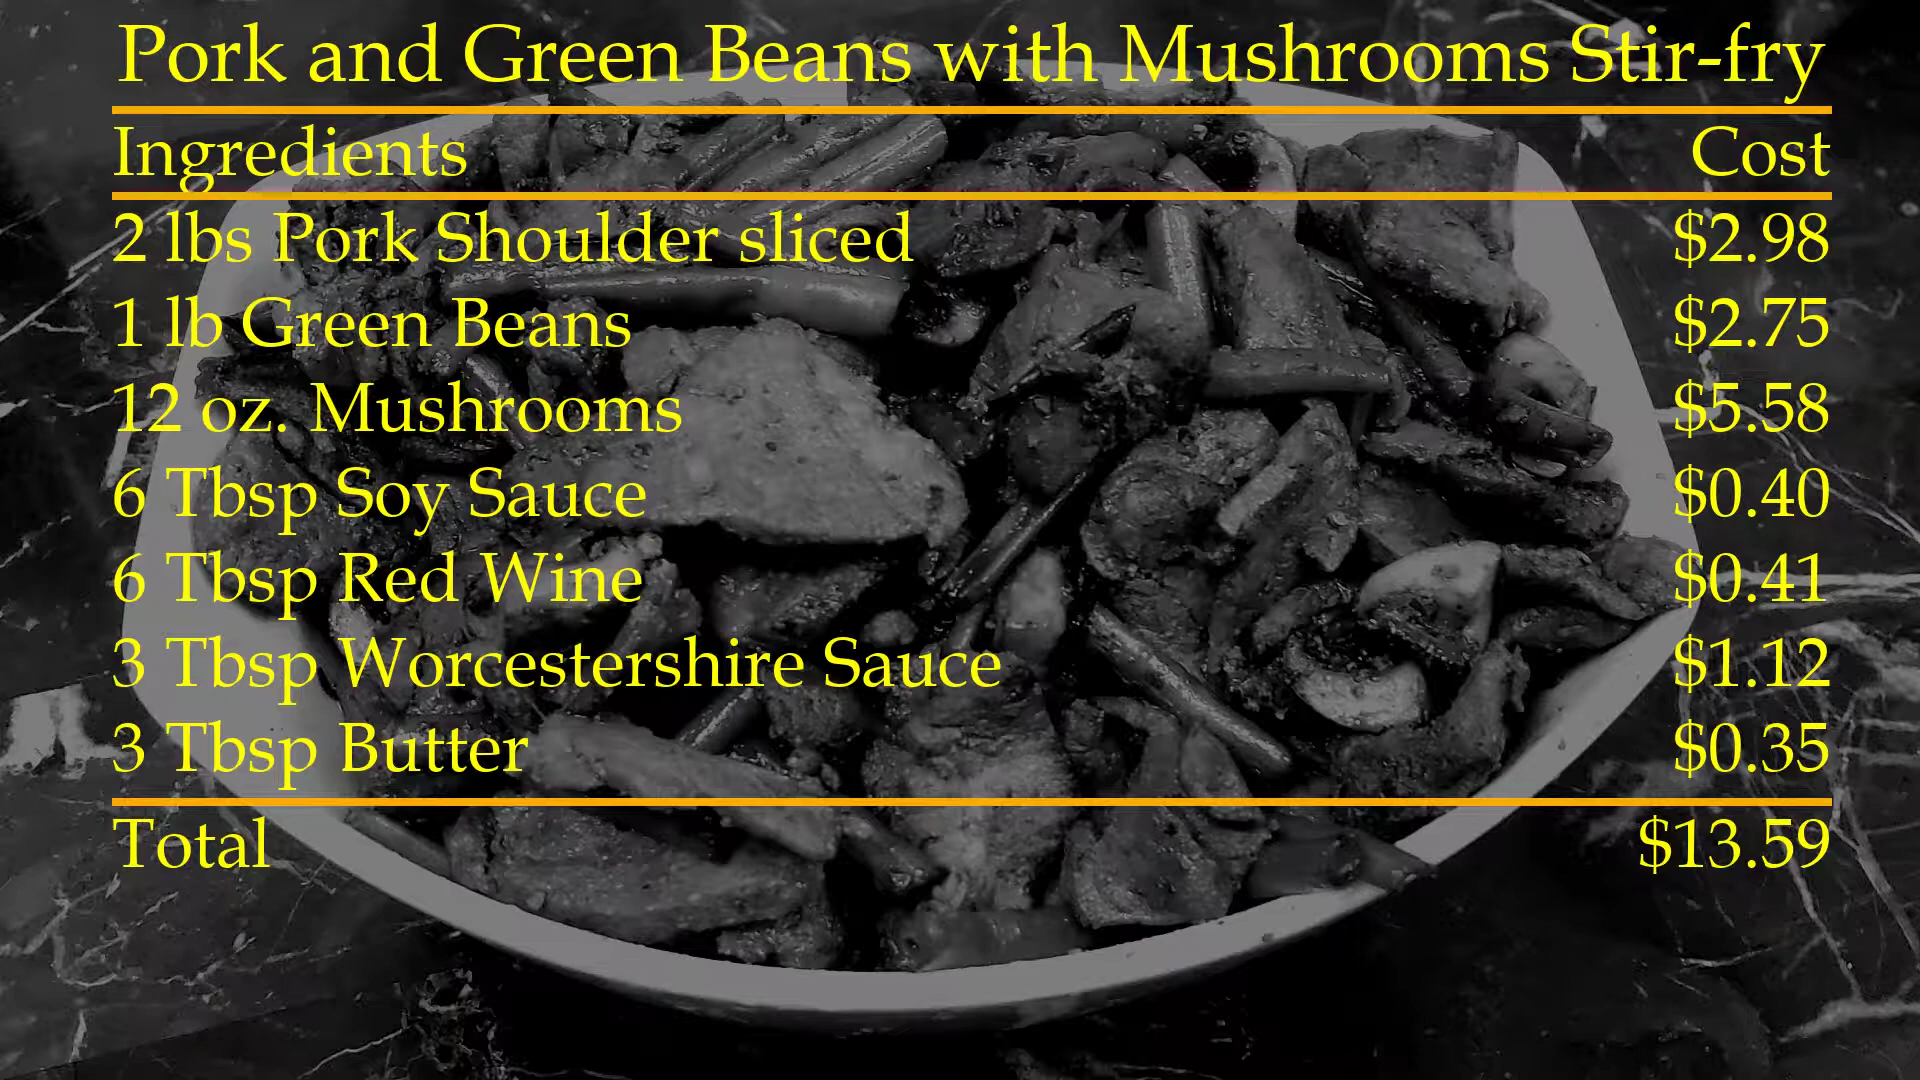 Pork and Green Beans with Mushrooms Stir-fry
Ingredients Cost
2 lbs Pork Shoulder sliced $2.98
1 lb Green Beans $2.75
12 oz. Mushrooms $5.58
6 Tbsp Soy Sauce $0.40
6 Tbsp Red Wine $0.41
3 Tbsp Worcestershire Sauce $1.12
3 Tbsp Butter $0.35
Total $13.59